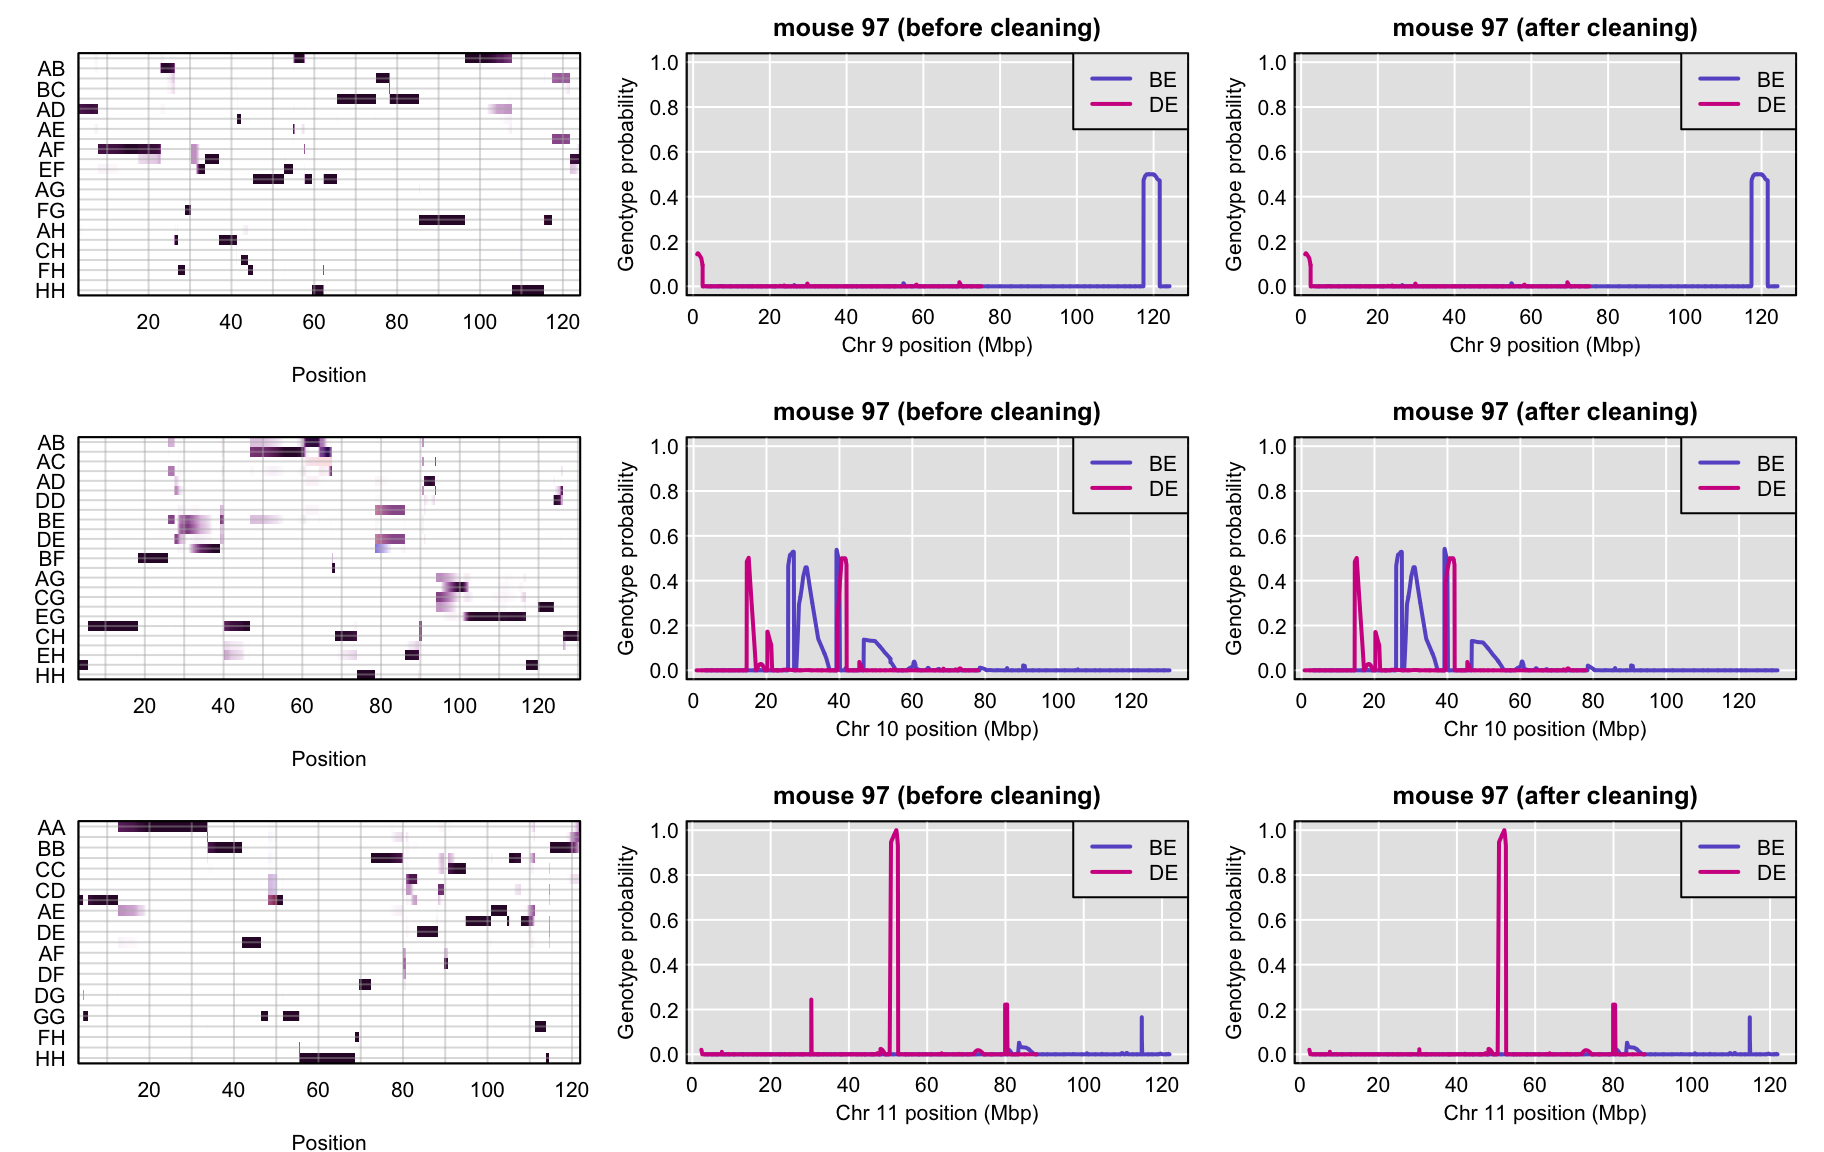 mouse 97 (before cleaning)
mouse 97 (after cleaning)
AB
BC
AD
AE
AF
EF
AG
FG
AH
CH
FH
HH
20 40 60 80 100 120
Position
Genotype probability
1.0
0.8
0.6
0.4
0.2
0.0
BE
DE
0 20 40 60 80 100 120
Chr 9 position (Mbp)
Genotype probability
1.0
0.8
0.6
0.4
0.2
0.0
BE
DE
0 20 40 60 80 100 120
Chr 9 position (Mbp)
mouse 97 (before cleaning)
mouse 97 (after cleaning)
AB
AC
AD
DD
BE
DE
BF
AG
CG
EG
CH
EH
HH
20 40 60 80 100 120
Position
Genotype probability
1.0
0.8
0.6
0.4
0.2
0.0
BE
DE
0 20 40 60 80 100 120
Chr 10 position (Mbp)
Genotype probability
1.0
0.8
0.6
0.4
0.2
0.0
BE
DE
0 20 40 60 80 100 120
Chr 10 position (Mbp)
mouse 97 (before cleaning)
mouse 97 (after cleaning)
AA
BB
CC
CD
AE
DE
AF
DF
DG
GG
FH
HH
20 40 60 80 100 120
Position
Genotype probability
1.0
0.8
0.6
0.4
0.2
0.0
BE
DE
0 20 40 60 80 100 120
Chr 11 position (Mbp)
Genotype probability
1.0
0.8
0.6
0.4
0.2
0.0
BE
DE
0 20 40 60 80 100 120
Chr 11 position (Mbp)